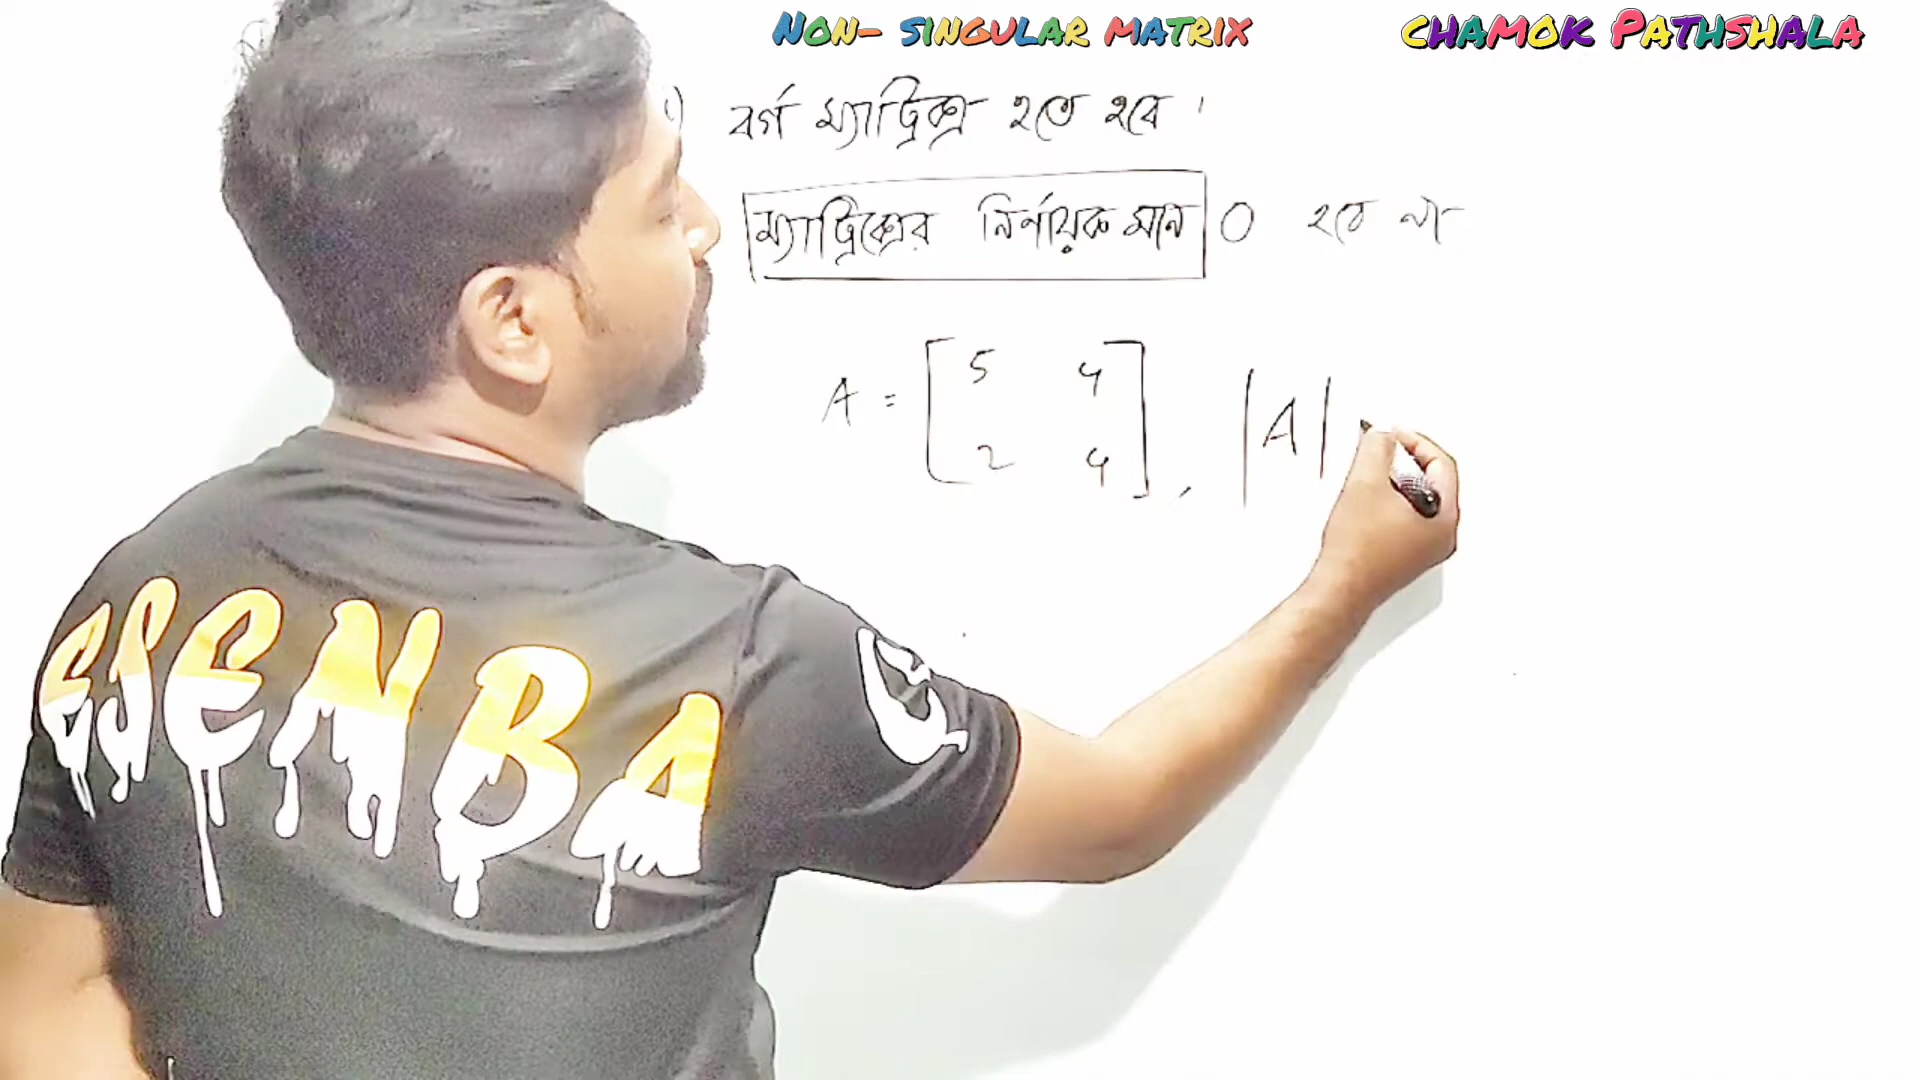 Non- singular matrix
chamok Pathshala
বর্গ ম্যাট্রিক্স হতে হবে ।
ম্যাট্রিক্সের নির্ণায়ক মান 0 হবে না
A = [ 5 4
2 4 ] , |A|
ESENBA